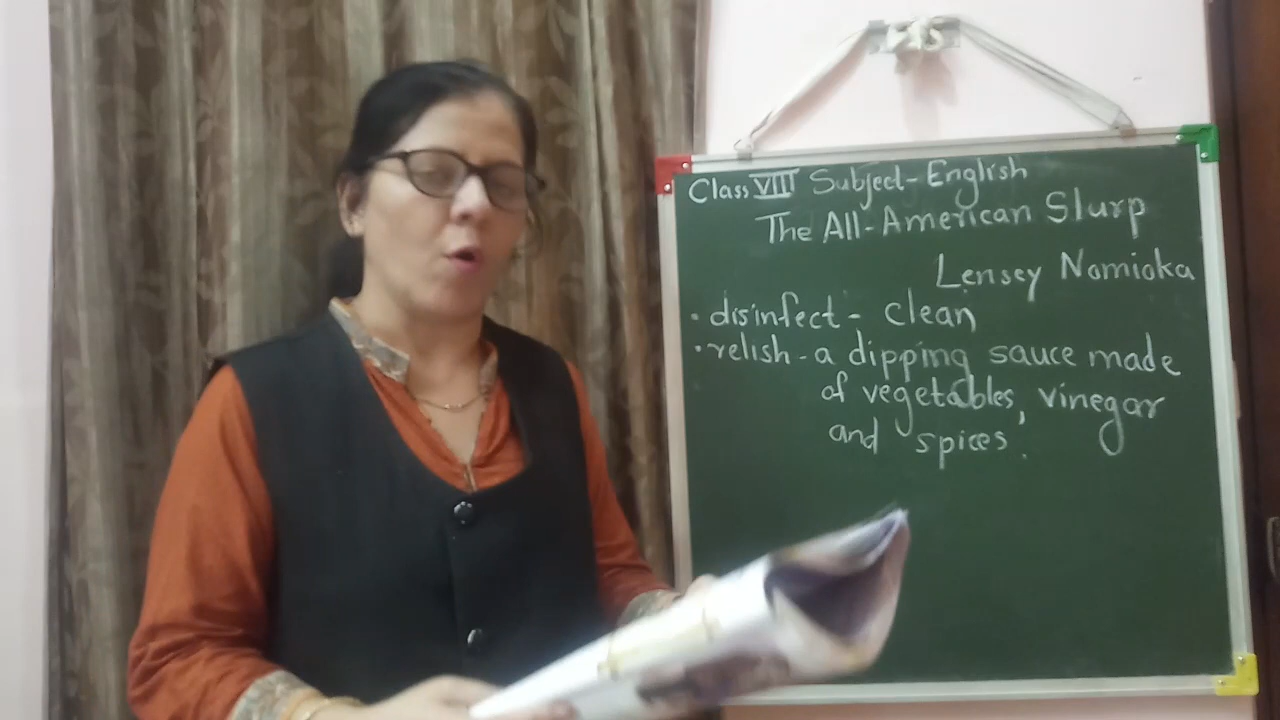 Class VIII Subject-English
The All-American Slurp
Lensey Namioka
• disinfect - clean
• relish - a dipping sauce made
of vegetables, vinegar
and spices.